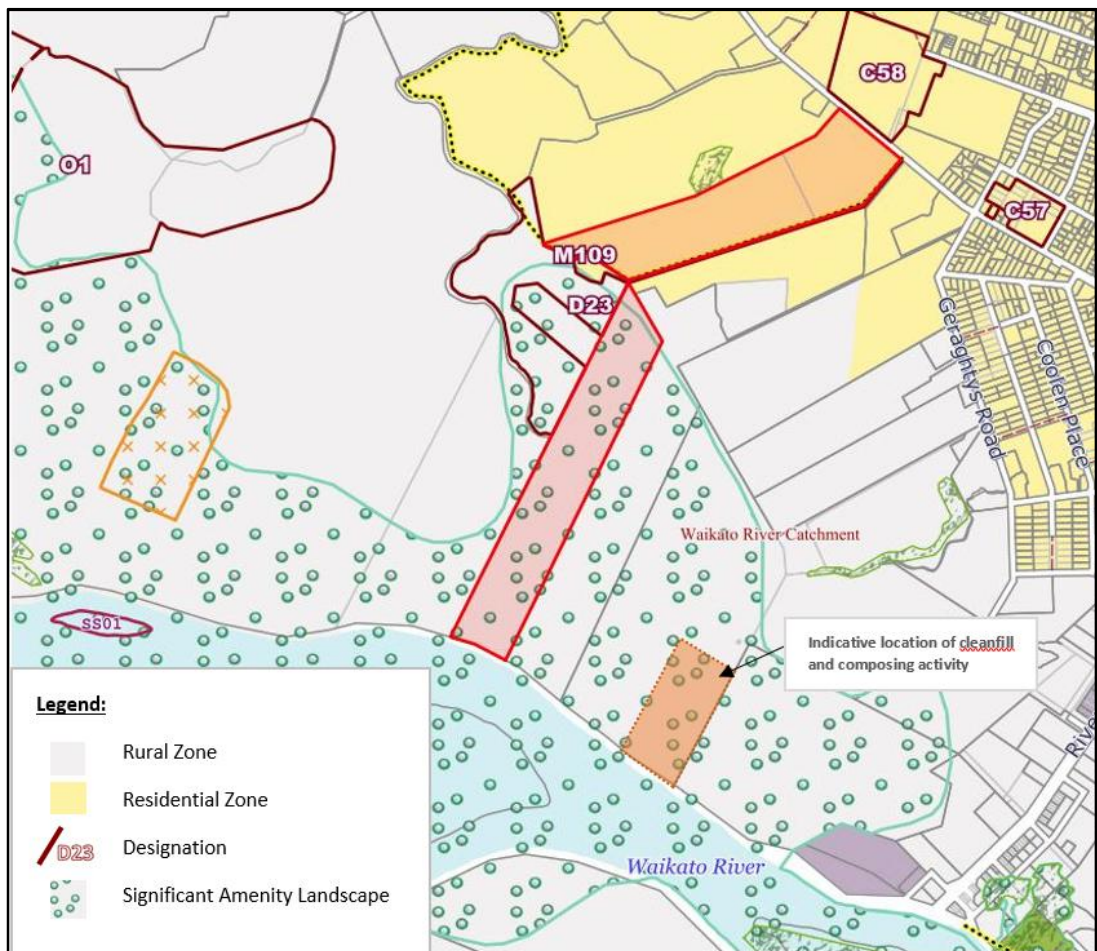 C58
O1
C57
M109
D23
Geraghtys Road
Coolen Place
Waikato River Catchment
SS01
Indicative location of cleanfill
and composing activity
Legend:
Rural Zone
Residential Zone
D23 Designation
Significant Amenity Landscape
Waikato River
River